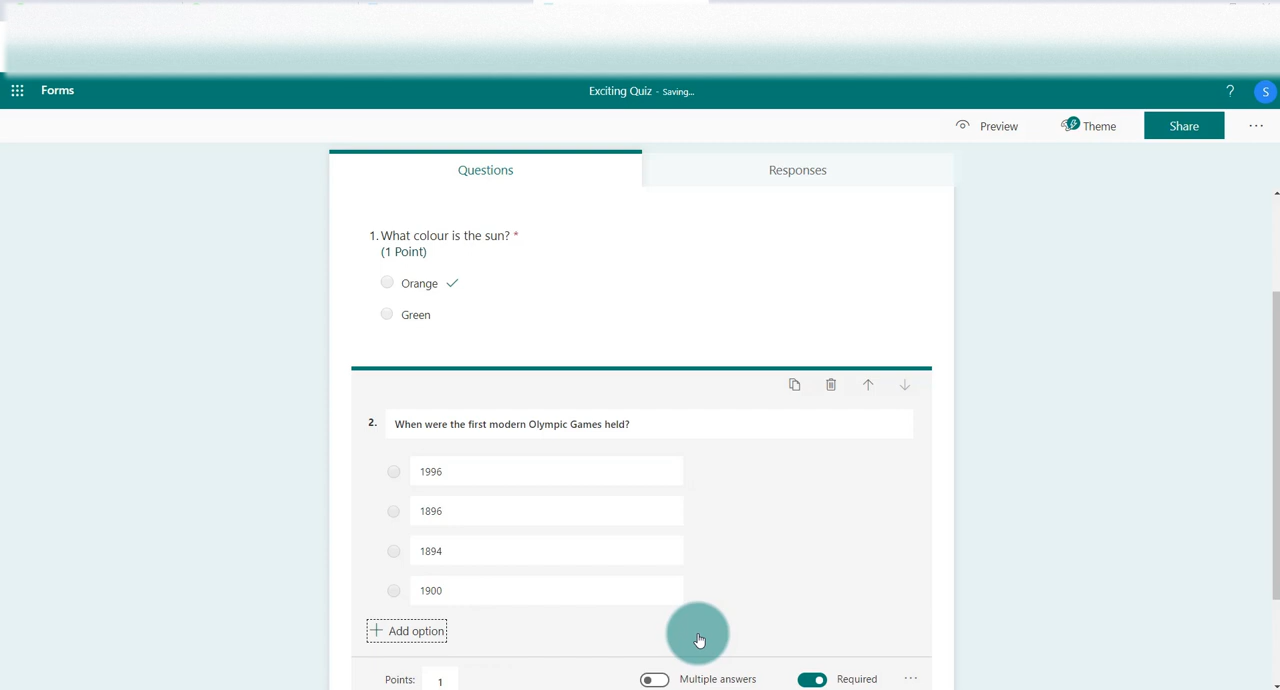 Forms
Exciting Quiz - Saving...
?
S
Preview
Theme
Share
...
Questions
Responses
1. What colour is the sun? *
(1 Point)
Orange
Green
2. When were the first modern Olympic Games held?
1996
1896
1894
1900
+ Add option
Points: 1
Multiple answers
Required
...